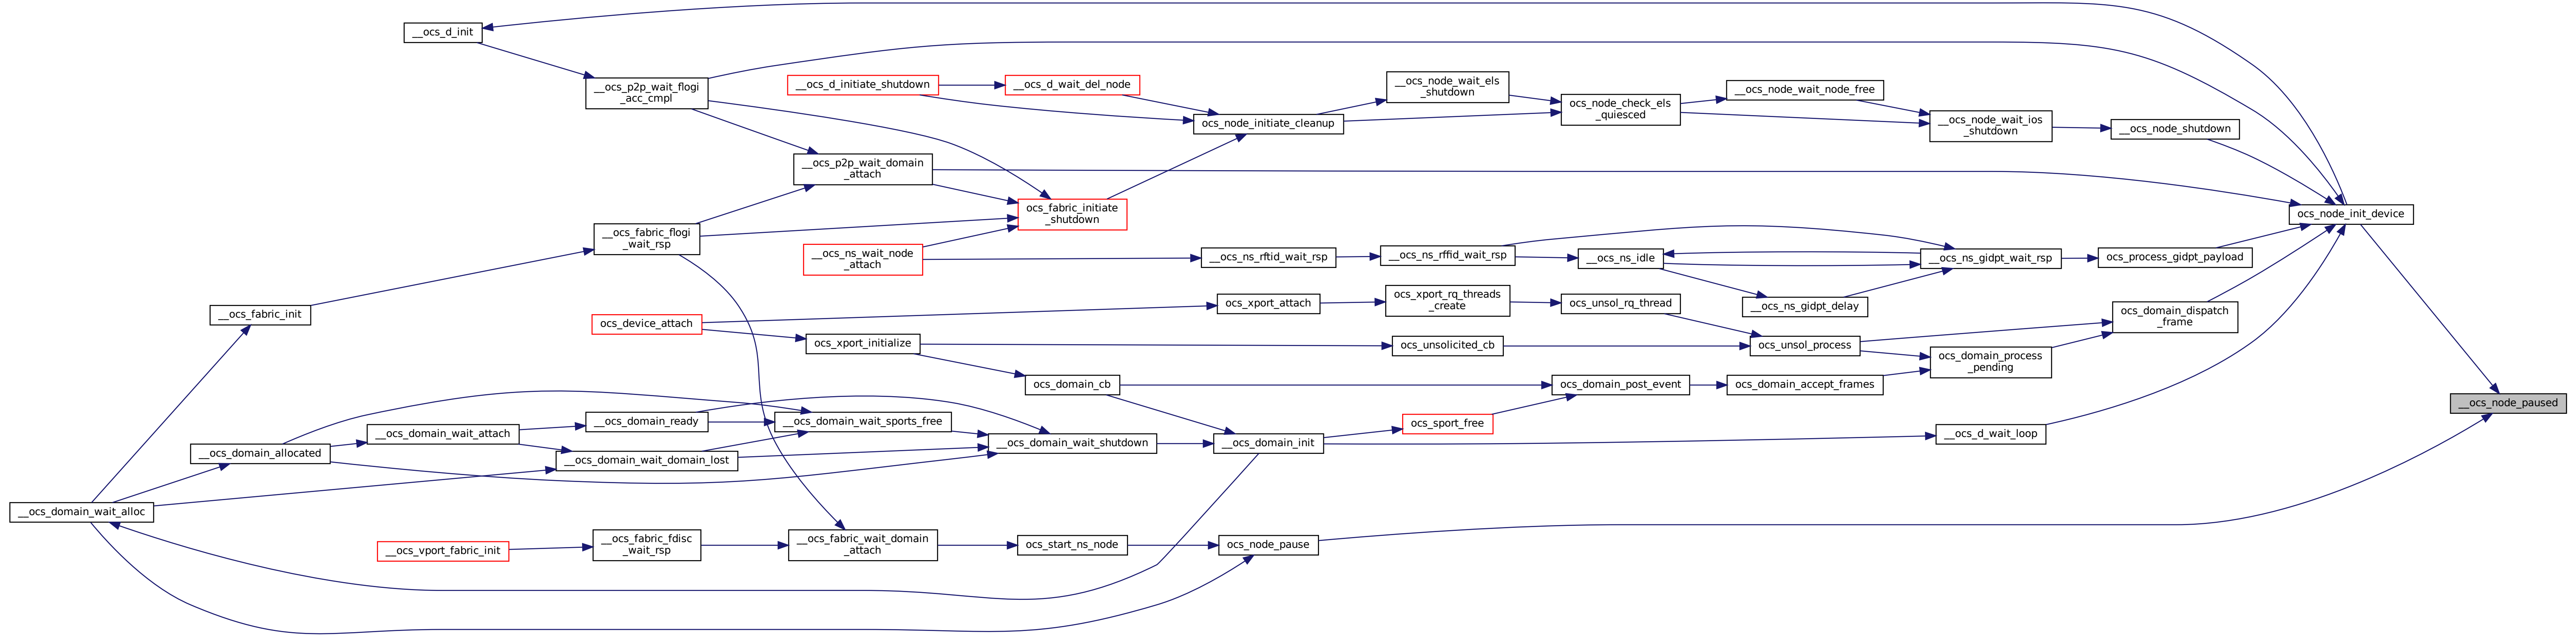 __ocs_d_init
__ocs_p2p_wait_flogi
_acc_cmpl
__ocs_d_initiate_shutdown
__ocs_d_wait_del_node
__ocs_node_wait_els
_shutdown
ocs_node_check_els
_quiesced
__ocs_node_wait_node_free
ocs_node_initiate_cleanup
__ocs_node_wait_ios
_shutdown
__ocs_node_shutdown
__ocs_p2p_wait_domain
_attach
ocs_fabric_initiate
_shutdown
ocs_node_init_device
__ocs_fabric_flogi
_wait_rsp
__ocs_ns_wait_node
_attach
__ocs_ns_rftid_wait_rsp
__ocs_ns_rffid_wait_rsp
__ocs_ns_idle
__ocs_ns_gidpt_wait_rsp
ocs_process_gidpt_payload
__ocs_fabric_init
ocs_device_attach
ocs_xport_attach
ocs_xport_rq_threads
_create
ocs_unsol_rq_thread
__ocs_ns_gidpt_delay
ocs_domain_dispatch
_frame
ocs_xport_initialize
ocs_unsolicited_cb
ocs_unsol_process
ocs_domain_process
_pending
ocs_domain_cb
ocs_domain_post_event
ocs_domain_accept_frames
__ocs_node_paused
__ocs_domain_ready
__ocs_domain_wait_sports_free
ocs_sport_free
__ocs_domain_wait_attach
__ocs_domain_allocated
__ocs_domain_wait_domain_lost
__ocs_domain_wait_shutdown
__ocs_domain_init
__ocs_d_wait_loop
__ocs_domain_wait_alloc
__ocs_vport_fabric_init
__ocs_fabric_fdisc
_wait_rsp
__ocs_fabric_wait_domain
_attach
ocs_start_ns_node
ocs_node_pause